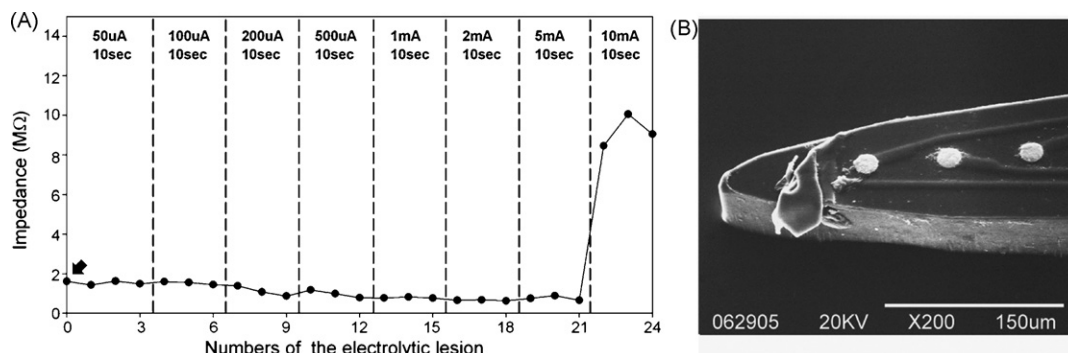 (A)
50uA 100uA 200uA 500uA 1mA 2mA 5mA 10mA
10sec 10sec 10sec 10sec 10sec 10sec 10sec 10sec
14
12
10
8
6
4
2
0
Impedance (MΩ)
0 3 6 9 12 15 18 21 24
Numbers of the electrolytic lesion
(B)
062905 20KV X200 150um